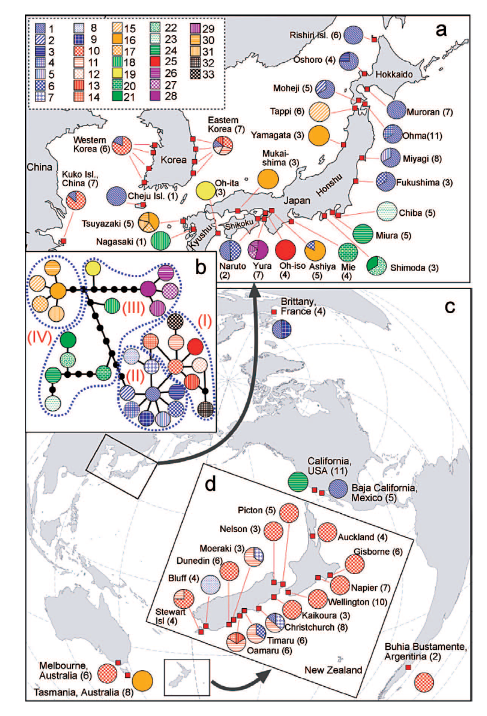 a
1
8
15
22
29
2
9
16
23
30
3
10
17
24
31
4
11
18
25
32
5
12
19
26
33
6
13
20
27
7
14
21
28
Rishiri Isl. (6)
Oshoro (4)
Hokkaido
Moheji (5)
Muroran (7)
Tappi (6)
Ohma(11)
Yamagata (3)
Miyagi (8)
Fukushima (3)
Honshu
Chiba (5)
Miura (5)
Shimoda (3)
Eastern
Korea (7)
Western
Korea (6)
Korea
China
Kuko Isl.,
China (7)
Cheju Isl. (1)
Oh-ita
(3)
Mukai-
shima (3)
Japan
Tsuyazaki (5)
Nagasaki (1)
Kyushu
Shikoku
Naruto
(2)
Yura
(7)
Oh-iso
(4)
Ashiya
(5)
Mie
(4)
b
(III)
(I)
(IV)
(II)
c
Brittany,
France (4)
California,
USA (11)
Baja California,
Mexico (5)
d
Picton (5)
Nelson (3)
Auckland (4)
Moeraki (3)
Gisborne (6)
Dunedin (6)
Bluff (4)
Napier (7)
Wellington (10)
Stewart
Isl (4)
Kaikoura (3)
Christchurch (8)
Timaru (6)
Oamaru (6)
New Zealand
Melbourne,
Australia (6)
Tasmania, Australia (8)
Buhia Bustamente,
Argentiria (2)